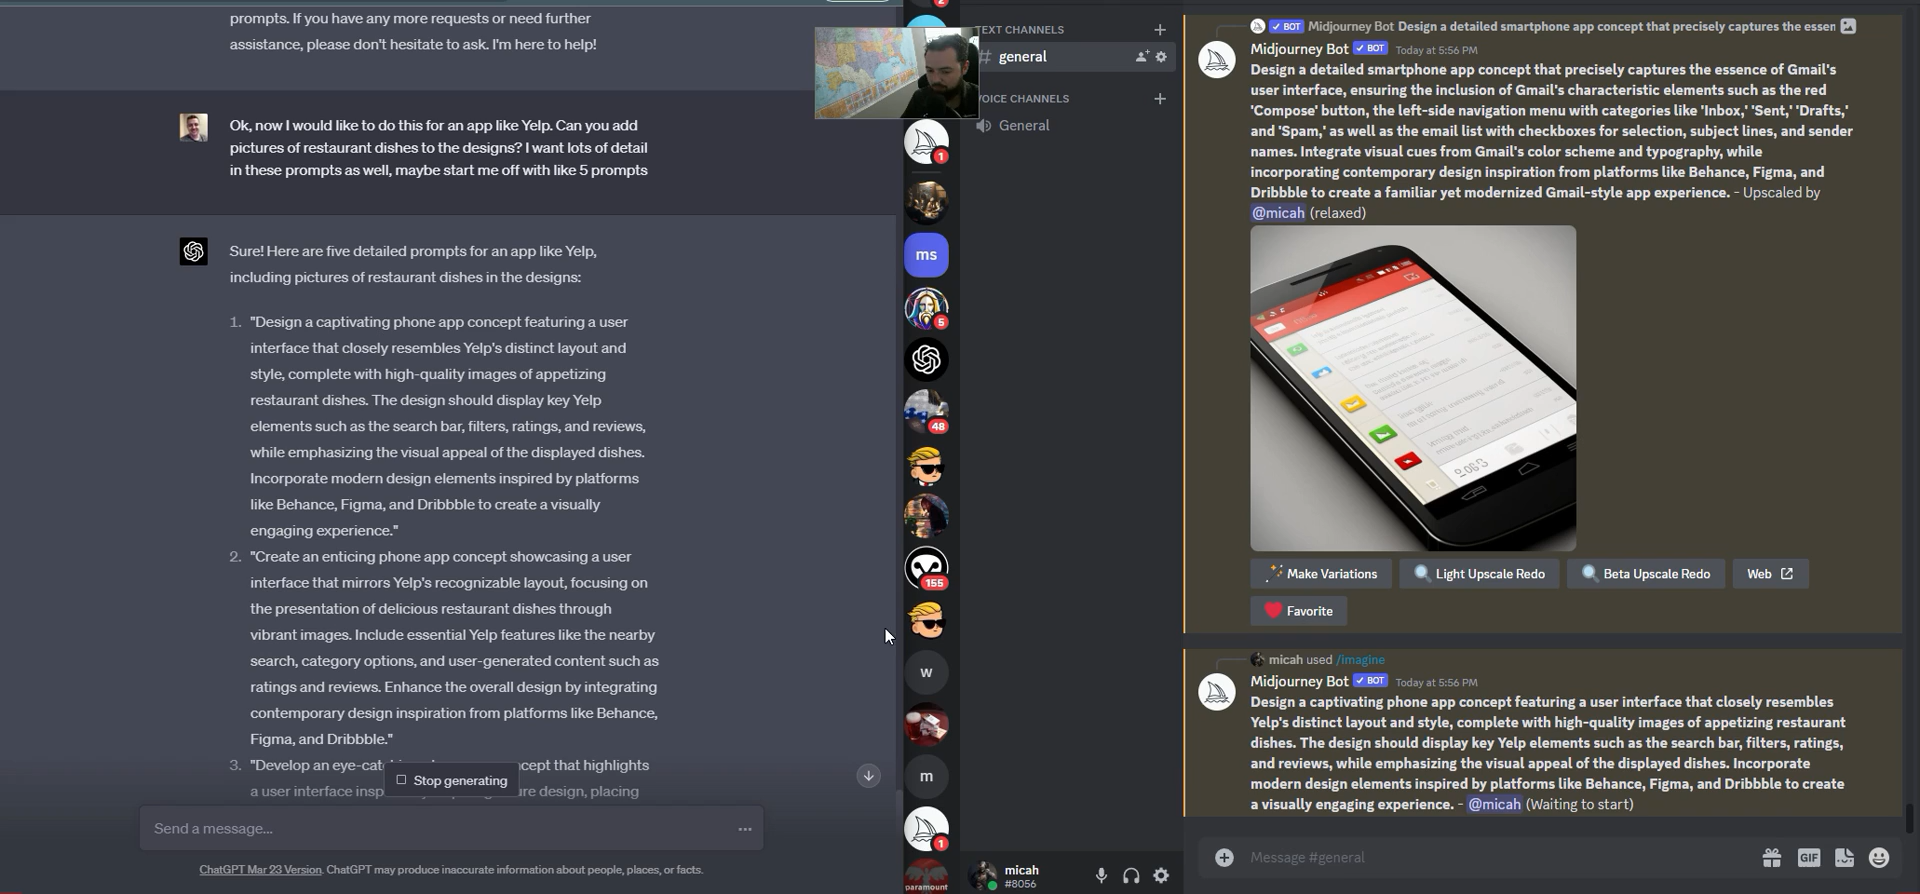 prompts. If you have any more requests or need further
assistance, please don't hesitate to ask. I'm here to help!
Ok, now I would like to do this for an app like Yelp. Can you add
pictures of restaurant dishes to the designs? I want lots of detail
in these prompts as well, maybe start me off with like 5 prompts
Sure! Here are five detailed prompts for an app like Yelp,
including pictures of restaurant dishes in the designs:
1. "Design a captivating phone app concept featuring a user
interface that closely resembles Yelp's distinct layout and
style, complete with high-quality images of appetizing
restaurant dishes. The design should display key Yelp
elements such as the search bar, filters, ratings, and reviews,
while emphasizing the visual appeal of the displayed dishes.
Incorporate modern design elements inspired by platforms
like Behance, Figma, and Dribbble to create a visually
engaging experience."
2. "Create an enticing phone app concept showcasing a user
interface that mirrors Yelp's recognizable layout, focusing on
the presentation of delicious restaurant dishes through
vibrant images. Include essential Yelp features like the nearby
search, category options, and user-generated content such as
ratings and reviews. Enhance the overall design by integrating
contemporary design inspiration from platforms like Behance,
Figma, and Dribbble."
3. "Develop an that highlights
a user interface design, placing
Stop generating
Send a message...
ChatGPT Mar 23 Version. ChatGPT may produce inaccurate information about people, places, or facts.
2
1
ms
5
48
155
w
m
1
paramount
TEXT CHANNELS
# general
VOICE CHANNELS
General
micah
#8056
BOT Midjourney Bot Design a detailed smartphone app concept that precisely captures the essen
Midjourney Bot BOT Today at 5:56 PM
Design a detailed smartphone app concept that precisely captures the essence of Gmail's
user interface, ensuring the inclusion of Gmail's characteristic elements such as the red
'Compose' button, the left-side navigation menu with categories like 'Inbox,' 'Sent,' 'Drafts,'
and 'Spam,' as well as the email list with checkboxes for selection, subject lines, and sender
names. Integrate visual cues from Gmail's color scheme and typography, while
incorporating contemporary design inspiration from platforms like Behance, Figma, and
Dribbble to create a familiar yet modernized Gmail-style app experience. - Upscaled by
@micah (relaxed)
Make Variations
Light Upscale Redo
Beta Upscale Redo
Web
Favorite
micah used /imagine
Midjourney Bot BOT Today at 5:56 PM
Design a captivating phone app concept featuring a user interface that closely resembles
Yelp's distinct layout and style, complete with high-quality images of appetizing restaurant
dishes. The design should display key Yelp elements such as the search bar, filters, ratings,
and reviews, while emphasizing the visual appeal of the displayed dishes. Incorporate
modern design elements inspired by platforms like Behance, Figma, and Dribbble to create
a visually engaging experience. - @micah (Waiting to start)
Message #general
GIF